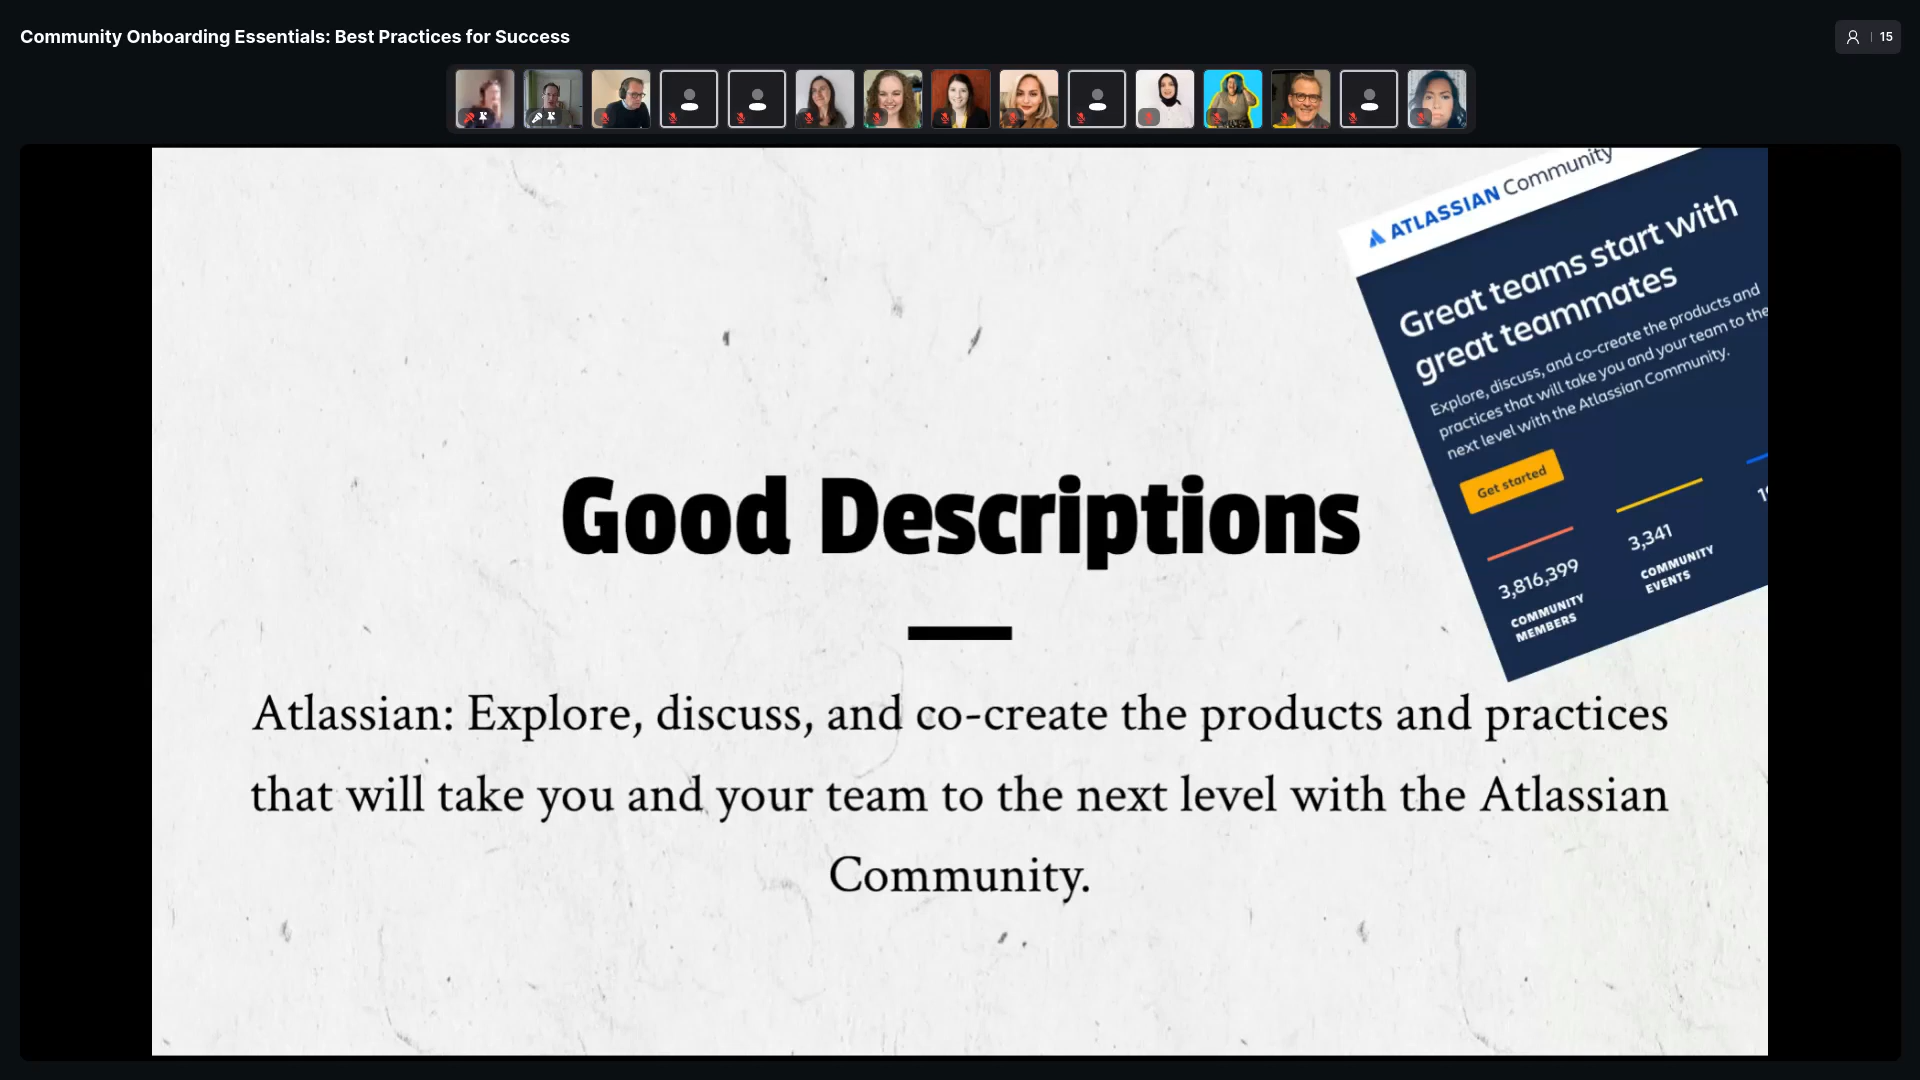 Community Onboarding Essentials: Best Practices for Success
15
ATLASSIAN Community
Great teams start with
great teammates
Explore, discuss, and co-create the products and
practices that will take you and your team to the
next level with the Atlassian Community.
Get started
3,816,399
COMMUNITY
MEMBERS
3,341
COMMUNITY
EVENTS
Good Descriptions
Atlassian: Explore, discuss, and co-create the products and practices
that will take you and your team to the next level with the Atlassian
Community.